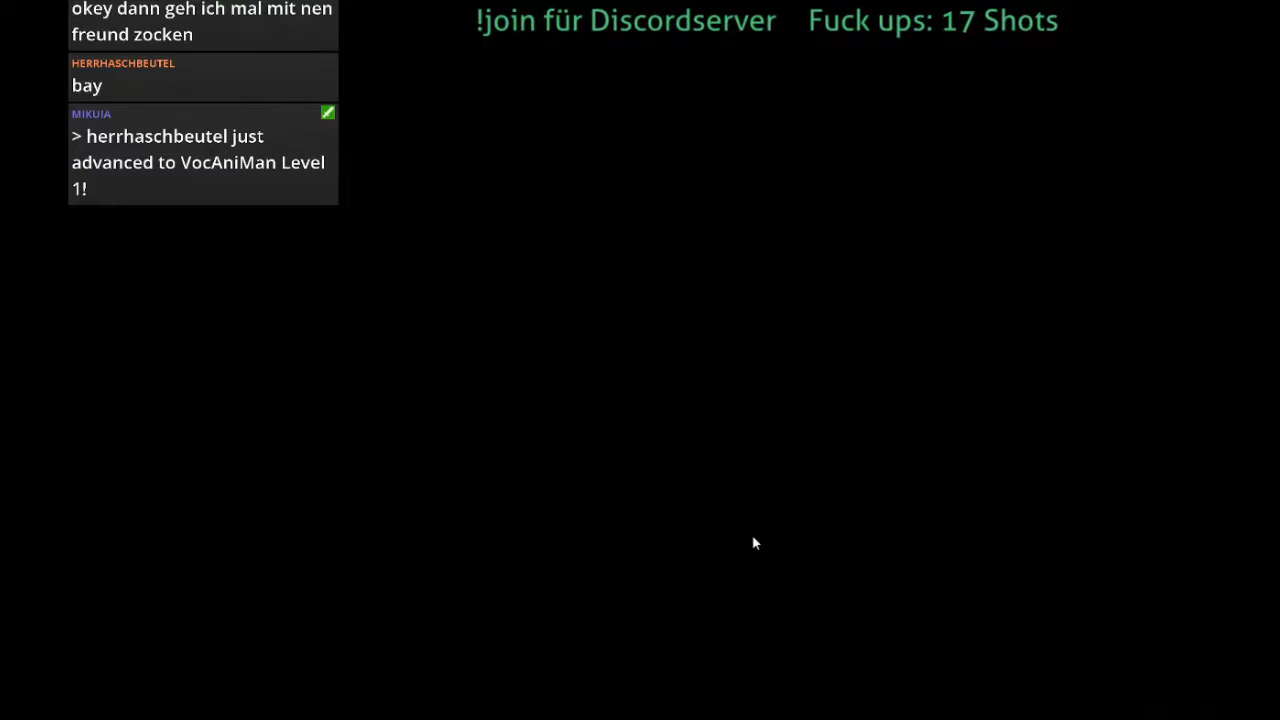 okey dann geh ich mal mit nen
freund zocken
HERRHASCHBEUTEL
bay
MIKUIA
> herrhaschbeutel just
advanced to VocAniMan Level
1!
!join für Discordserver Fuck ups: 17 Shots